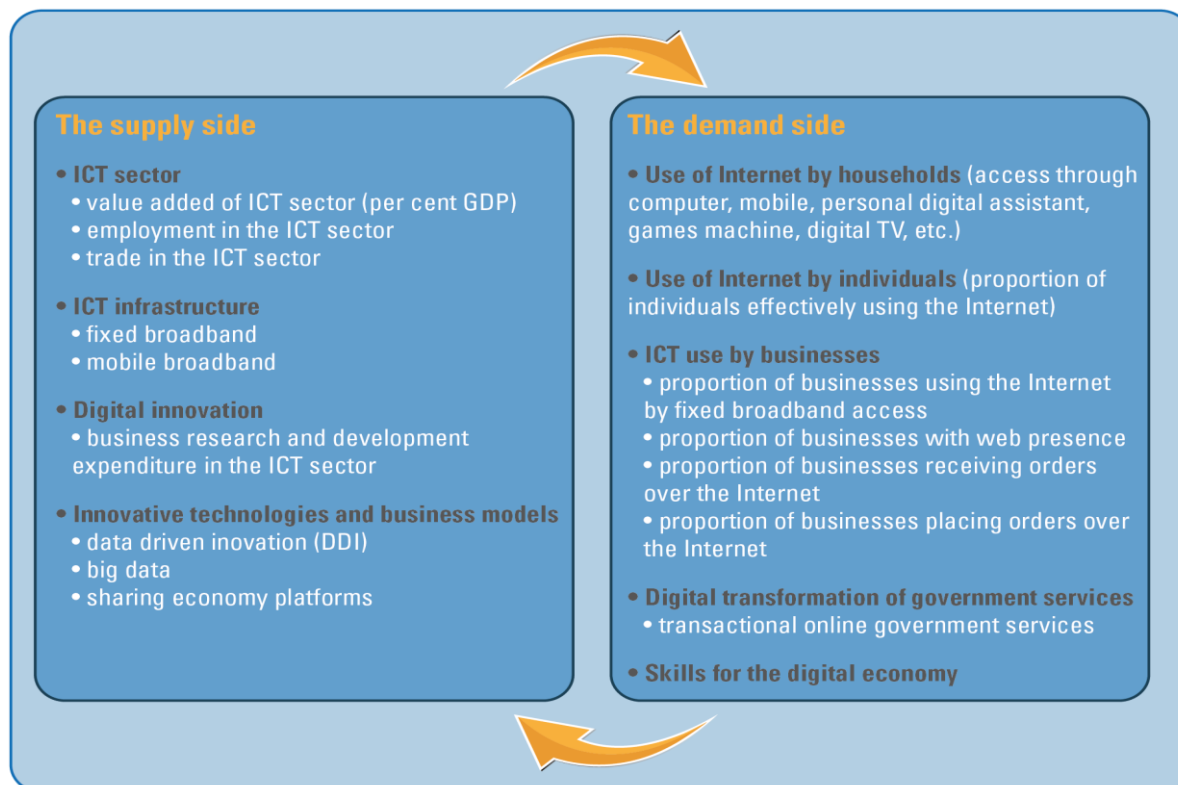 The supply side
• ICT sector
• value added of ICT sector (per cent GDP)
• employment in the ICT sector
• trade in the ICT sector
• ICT infrastructure
• fixed broadband
• mobile broadband
• Digital innovation
• business research and development
expenditure in the ICT sector
• Innovative technologies and business models
• data driven inovation (DDI)
• big data
• sharing economy platforms
The demand side
• Use of Internet by households (access through
computer, mobile, personal digital assistant,
games machine, digital TV, etc.)
• Use of Internet by individuals (proportion of
individuals effectively using the Internet)
• ICT use by businesses
• proportion of businesses using the Internet
by fixed broadband access
• proportion of businesses with web presence
• proportion of businesses receiving orders
over the Internet
• proportion of businesses placing orders over
the Internet
• Digital transformation of government services
• transactional online government services
• Skills for the digital economy